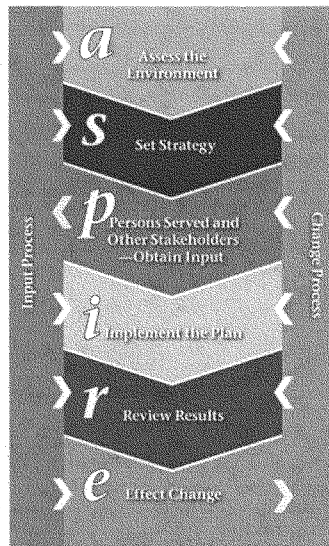 a
Assess the
Environment
s
Set Strategy
p
Persons Served and
Other Stakeholders
—Obtain Input
i
Implement the Plan
r
Review Results
e
Effect Change
Input Process
Change Process